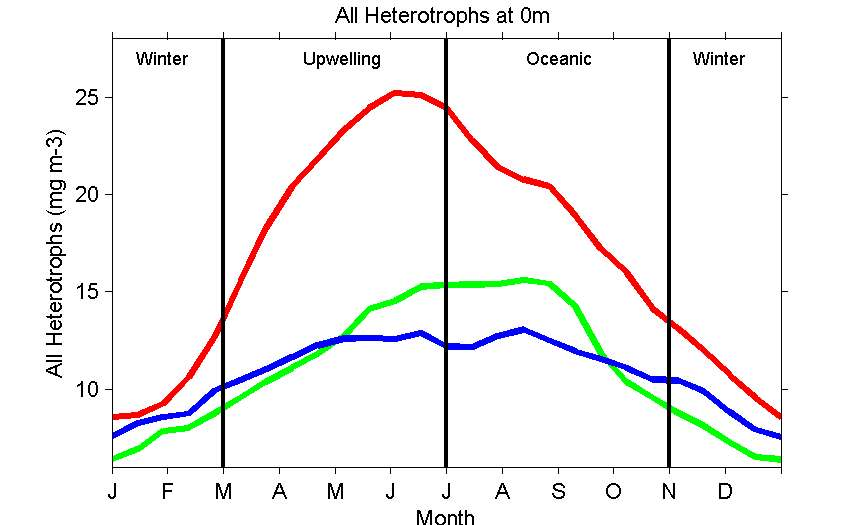 All Heterotrophs at 0m
Winter Upwelling Oceanic Winter
25
20
15
10
All Heterotrophs (mg m-3)
J F M A M J J A S O N D
Month